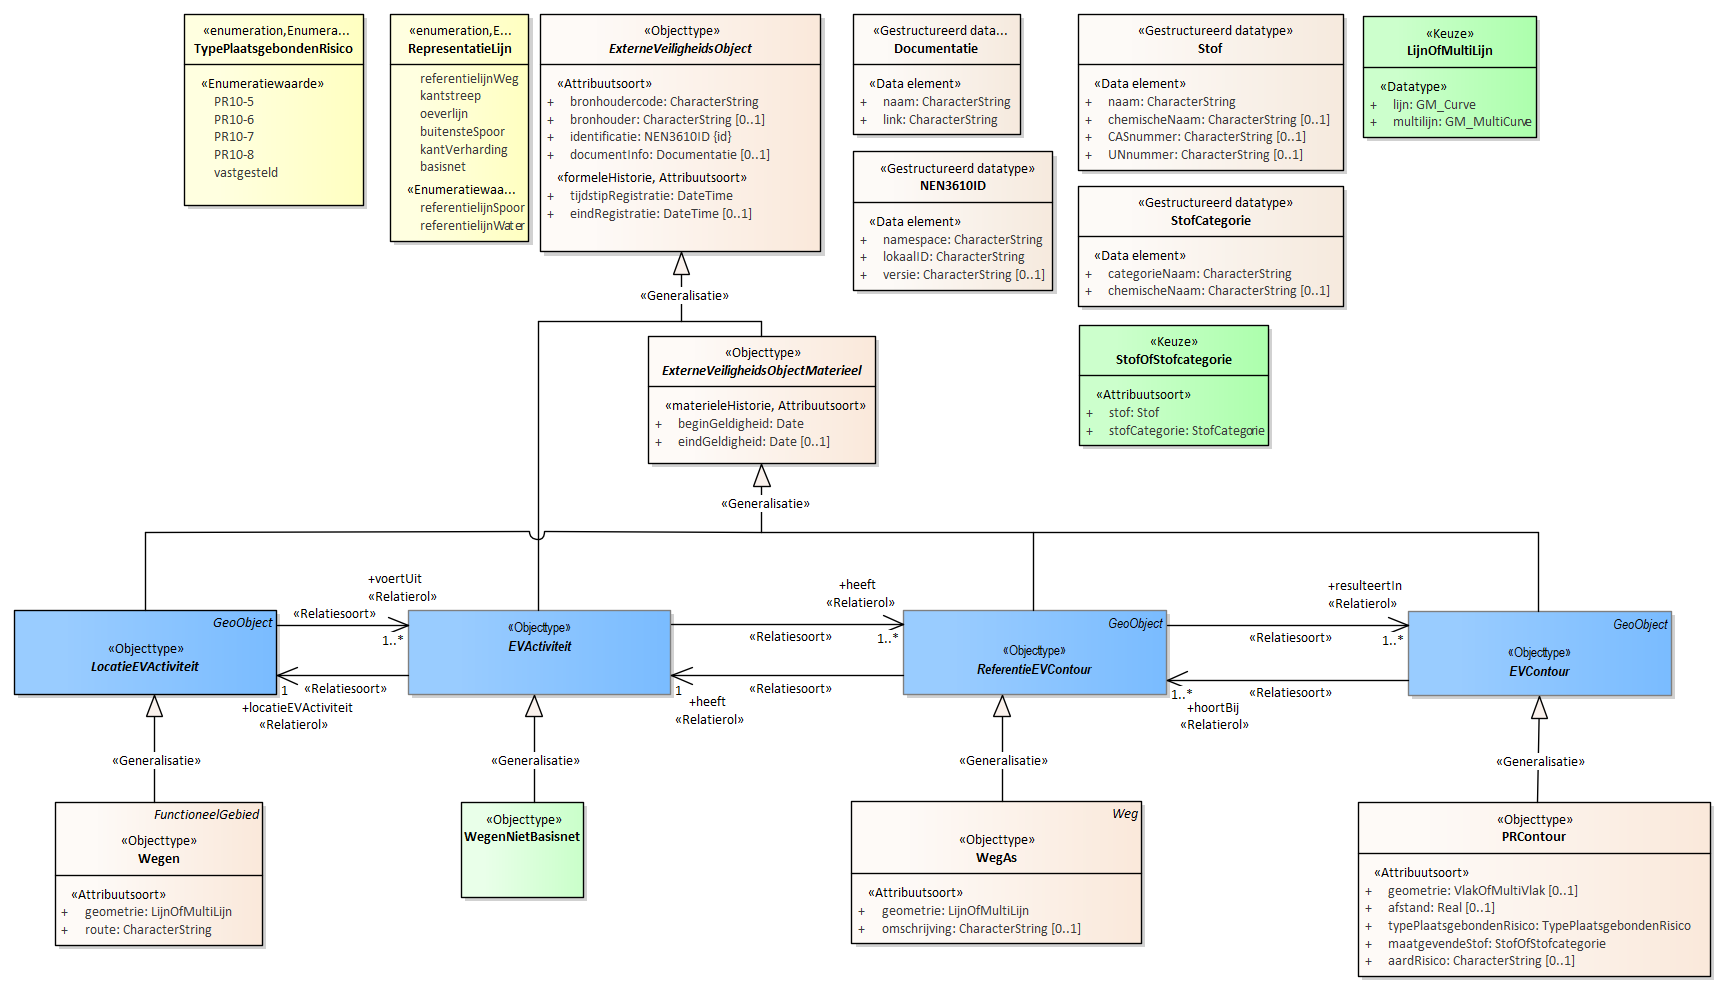 «enumeration,Enumera...
TypePlaatsgebondenRisico
«Enumeratiewaarde»
PR10-5
PR10-6
PR10-7
PR10-8
vastgesteld
«enumeration,E...
RepresentatieLijn
referentielijnWeg
kantstreep
oeverlijn
buitensteSpoor
kantVerharding
basisnet
«Enumeratiewaa...
referentielijnSpoor
referentielijnWater
«Objecttype»
ExterneVeiligheidsObject
«Attribuutsoort»
+ bronhoudercode: CharacterString
+ bronhouder: CharacterString [0..1]
+ identificatie: NEN3610ID {id}
+ documentInfo: Documentatie [0..1]
«formeleHistorie, Attribuutsoort»
+ tijdstipRegistratie: DateTime
+ eindRegistratie: DateTime [0..1]
«Gestructureerd data...
Documentatie
«Data element»
+ naam: CharacterString
+ link: CharacterString
«Gestructureerd datatype»
NEN3610ID
«Data element»
+ namespace: CharacterString
+ lokaalID: CharacterString
+ versie: CharacterString [0..1]
«Gestructureerd datatype»
Stof
«Data element»
+ naam: CharacterString
+ chemischeNaam: CharacterString [0..1]
+ CASnummer: CharacterString [0..1]
+ UNnummer: CharacterString [0..1]
«Gestructureerd datatype»
StofCategorie
«Data element»
+ categorieNaam: CharacterString
+ chemischeNaam: CharacterString [0..1]
«Keuze»
StofOfStofcategorie
«Attribuutsoort»
+ stof: Stof
+ stofCategorie: StofCategorie
«Keuze»
LijnOfMultiLijn
«Datatype»
+ lijn: GM_Curve
+ multilijn: GM_MultiCurve
«Generalisatie»
«Objecttype»
ExterneVeiligheidsObjectMaterieel
«materieleHistorie, Attribuutsoort»
+ beginGeldigheid: Date
+ eindGeldigheid: Date [0..1]
«Generalisatie»
GeoObject
«Objecttype»
LocatieEVActiviteit
+voertUit
«Relatierol»
«Relatiesoort»
1..*
1
«Relatiesoort»
+locatieEVActiviteit
«Relatierol»
«Objecttype»
EVActiviteit
+heeft
«Relatierol»
«Relatiesoort»
1..*
1
«Relatiesoort»
+heeft
«Relatierol»
GeoObject
«Objecttype»
ReferentieEVContour
+resulteertIn
«Relatierol»
«Relatiesoort»
1..*
1..*
«Relatiesoort»
+hoortBij
«Relatierol»
GeoObject
«Objecttype»
EVContour
«Generalisatie»
«Generalisatie»
«Generalisatie»
«Generalisatie»
FunctioneelGebied
«Objecttype»
Wegen
«Attribuutsoort»
+ geometrie: LijnOfMultiLijn
+ route: CharacterString
«Objecttype»
WegenNietBasisnet
Weg
«Objecttype»
WegAs
«Attribuutsoort»
+ geometrie: LijnOfMultiLijn
+ omschrijving: CharacterString [0..1]
«Objecttype»
PRContour
«Attribuutsoort»
+ geometrie: VlakOfMultiVlak [0..1]
+ afstand: Real [0..1]
+ typePlaatsgebondenRisico: TypePlaatsgebondenRisico
+ maatgevendeStof: StofOfStofcategorie
+ aardRisico: CharacterString [0..1]